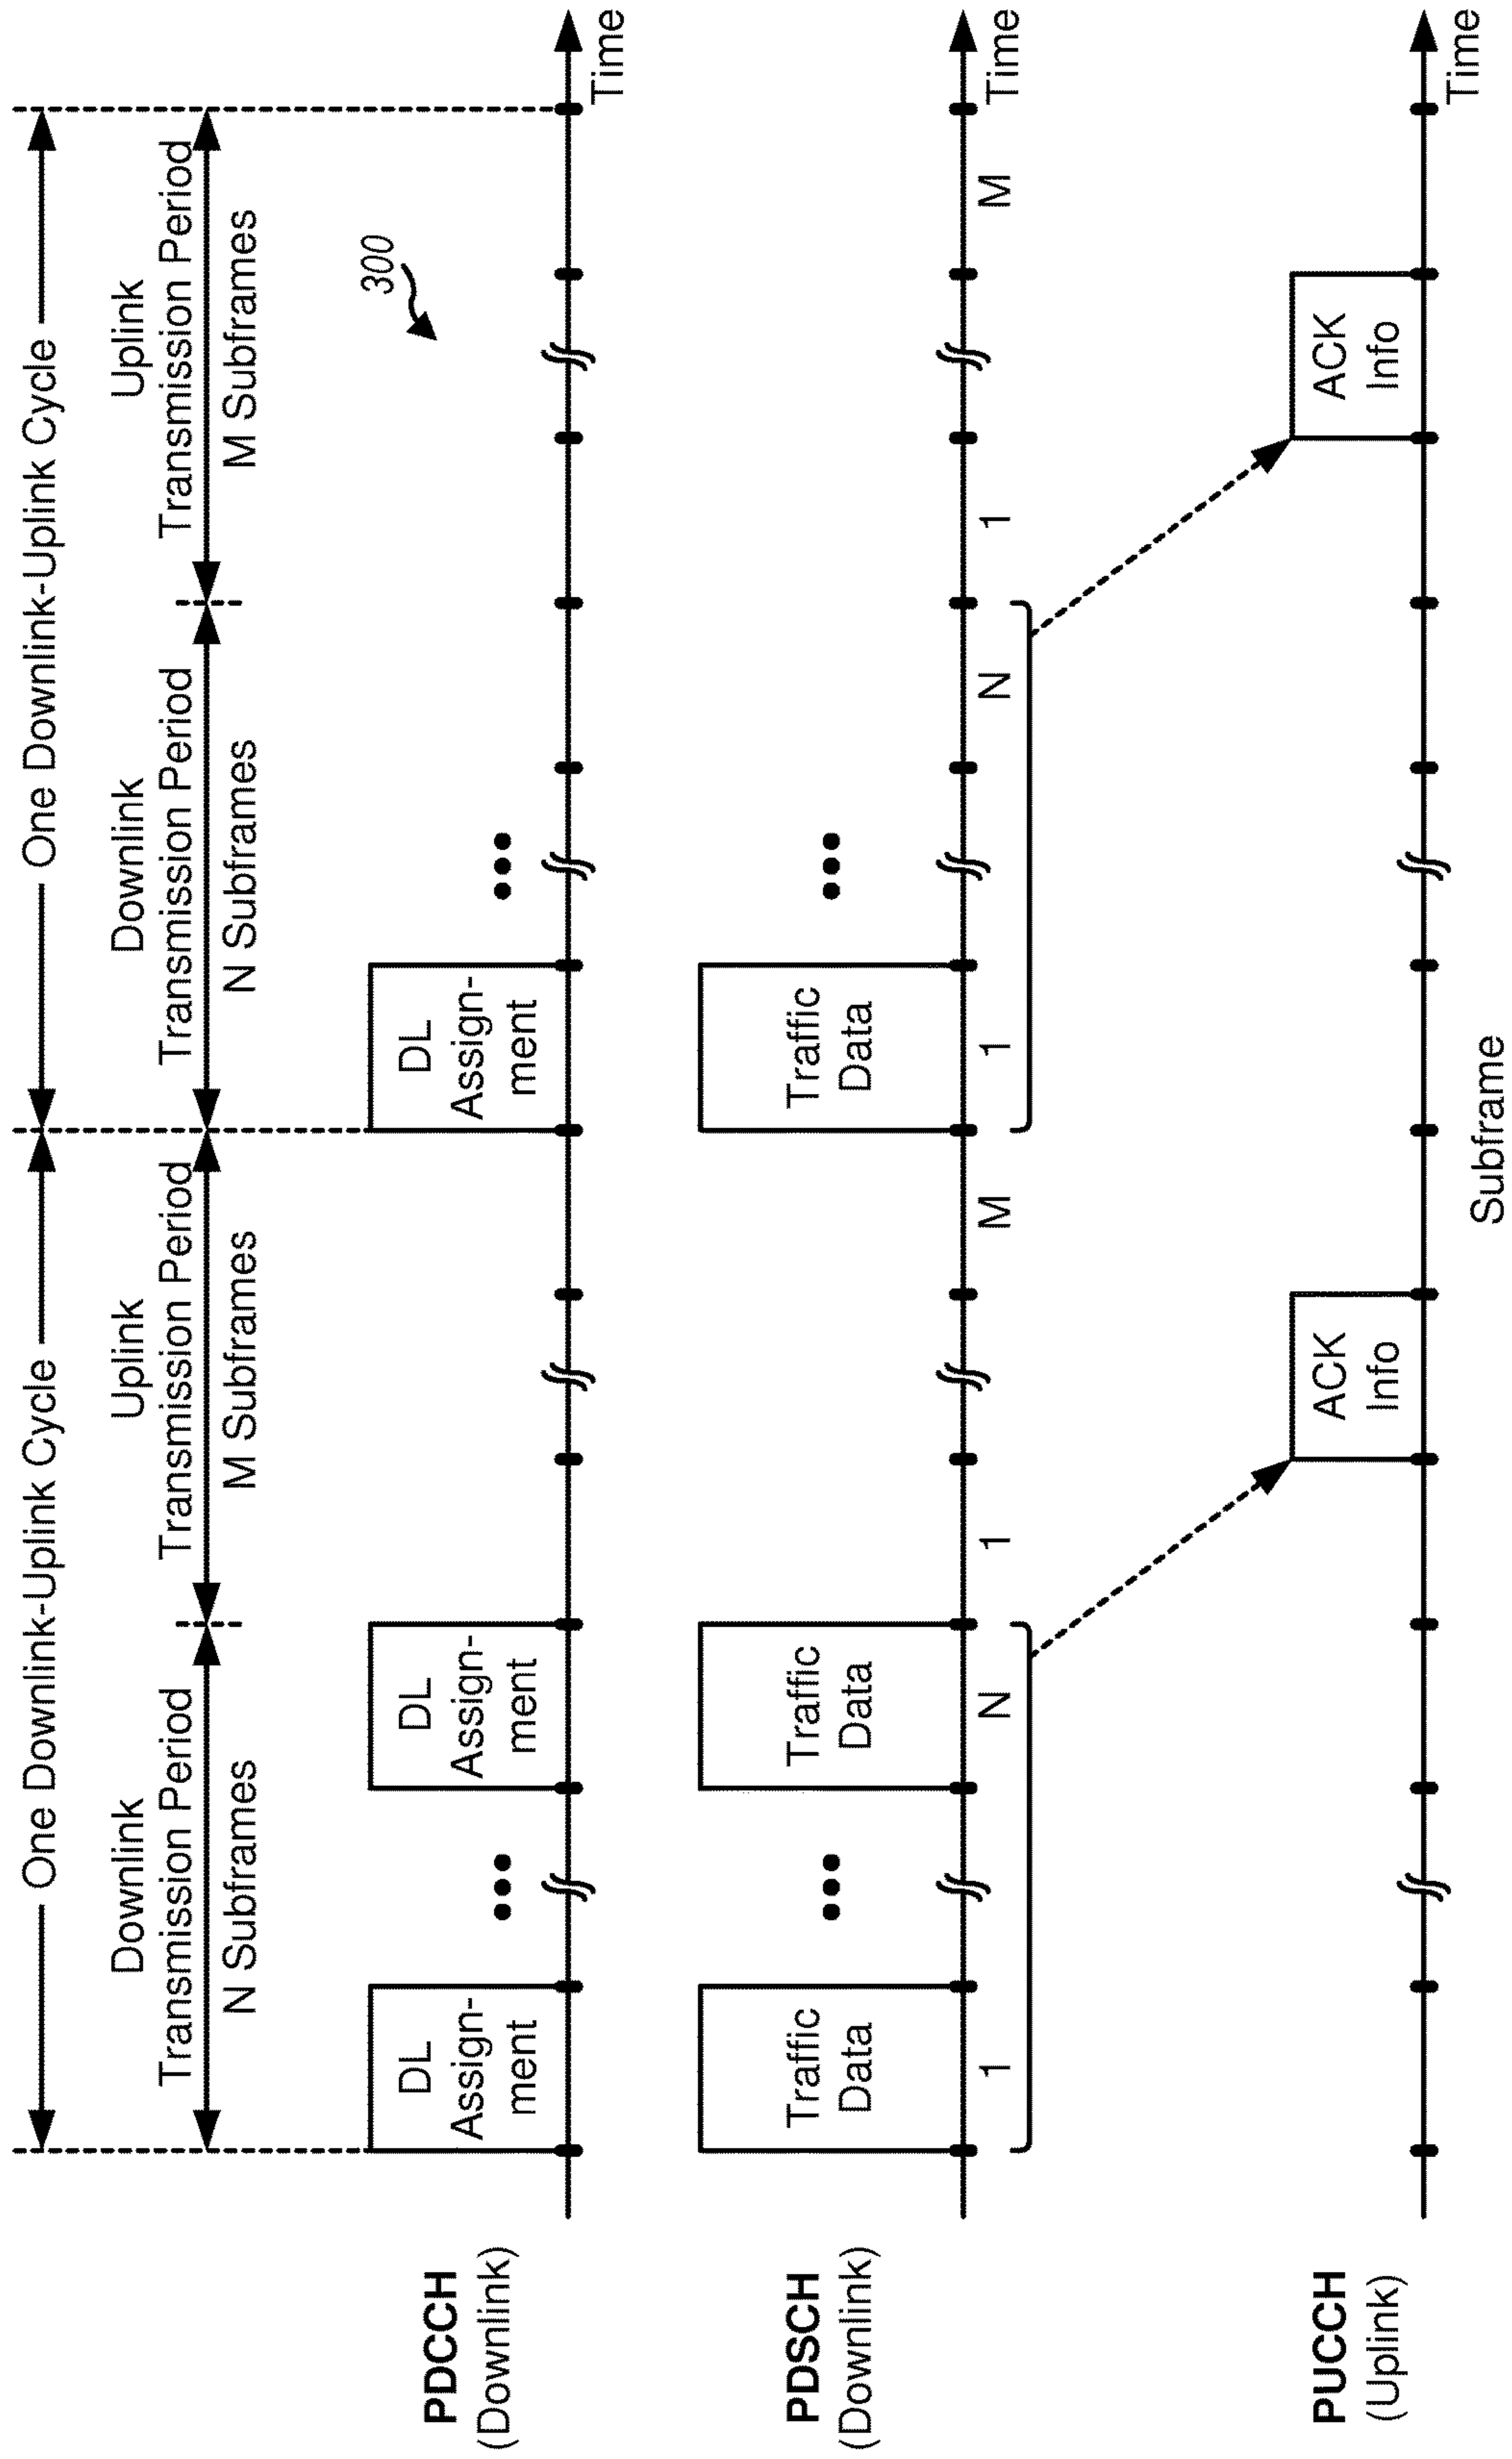 One Downlink-Uplink Cycle
One Downlink-Uplink Cycle
Downlink
Transmission Period
N Subframes
Uplink
Transmission Period
M Subframes
Downlink
Transmission Period
N Subframes
Uplink
Transmission Period
M Subframes
300
PDCCH
(Downlink)
DL
Assign-
ment
DL
Assign-
ment
DL
Assign-
ment
Time
PDSCH
(Downlink)
Traffic
Data
Traffic
Data
Traffic
Data
1 N 1 M 1 N 1 M
Time
PUCCH
(Uplink)
ACK
Info
ACK
Info
Time
Subframe